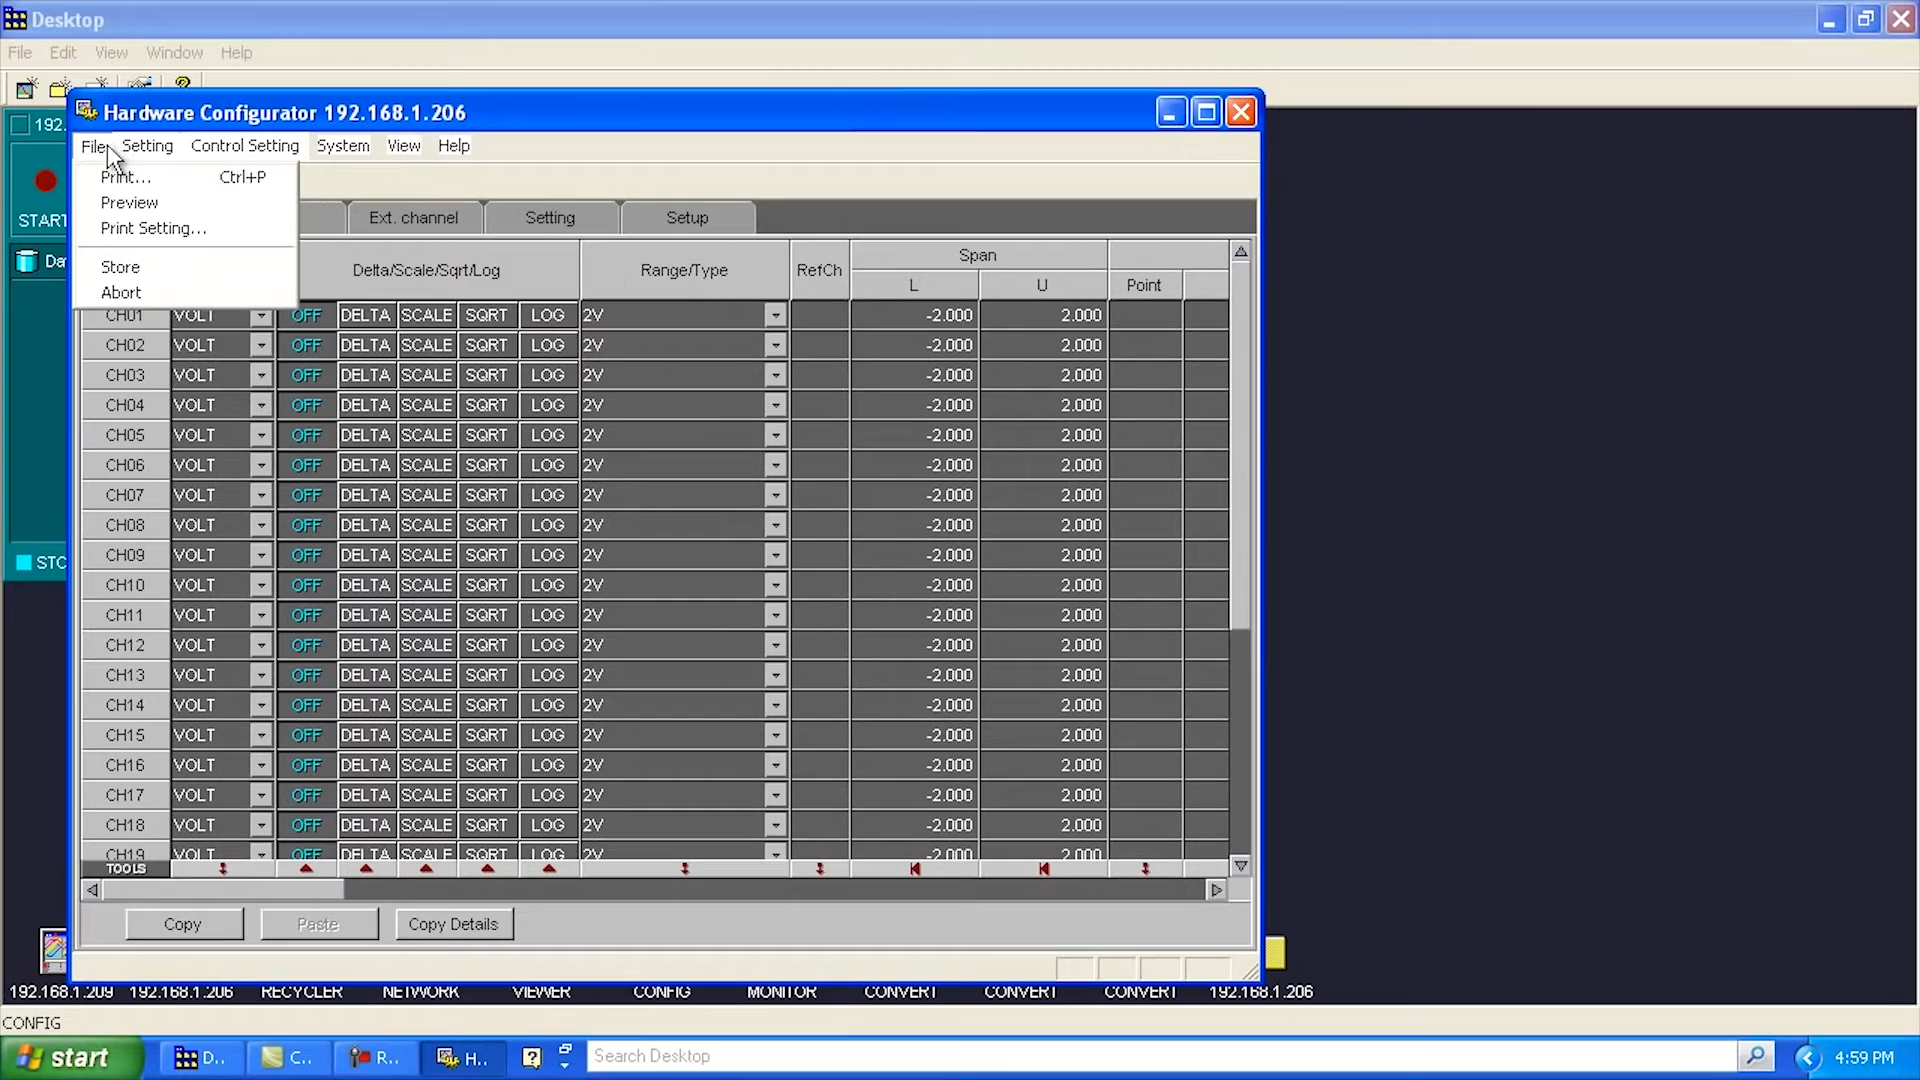 Desktop
File Edit View Window Help
Hardware Configurator 192.168.1.206
192.
File Setting Control Setting System View Help
Print... Ctrl+P
Preview
Print Setting...
Store
Abort
START
Da
STO
Ext. channel Setting Setup
Delta/Scale/Sqrt/Log Range/Type RefCh Span
L U Point
CH01 VOLT OFF DELTA SCALE SQRT LOG 2V -2.000 2.000
CH02 VOLT OFF DELTA SCALE SQRT LOG 2V -2.000 2.000
CH03 VOLT OFF DELTA SCALE SQRT LOG 2V -2.000 2.000
CH04 VOLT OFF DELTA SCALE SQRT LOG 2V -2.000 2.000
CH05 VOLT OFF DELTA SCALE SQRT LOG 2V -2.000 2.000
CH06 VOLT OFF DELTA SCALE SQRT LOG 2V -2.000 2.000
CH07 VOLT OFF DELTA SCALE SQRT LOG 2V -2.000 2.000
CH08 VOLT OFF DELTA SCALE SQRT LOG 2V -2.000 2.000
CH09 VOLT OFF DELTA SCALE SQRT LOG 2V -2.000 2.000
CH10 VOLT OFF DELTA SCALE SQRT LOG 2V -2.000 2.000
CH11 VOLT OFF DELTA SCALE SQRT LOG 2V -2.000 2.000
CH12 VOLT OFF DELTA SCALE SQRT LOG 2V -2.000 2.000
CH13 VOLT OFF DELTA SCALE SQRT LOG 2V -2.000 2.000
CH14 VOLT OFF DELTA SCALE SQRT LOG 2V -2.000 2.000
CH15 VOLT OFF DELTA SCALE SQRT LOG 2V -2.000 2.000
CH16 VOLT OFF DELTA SCALE SQRT LOG 2V -2.000 2.000
CH17 VOLT OFF DELTA SCALE SQRT LOG 2V -2.000 2.000
CH18 VOLT OFF DELTA SCALE SQRT LOG 2V -2.000 2.000
CH19 VOLT OFF DELTA SCALE SQRT LOG 2V -2.000 2.000
TOOLS
Copy Paste Copy Details
192.168.1.209 192.168.1.206 RECYCLER NETWORK VIEWER CONFIG MONITOR CONVERT CONVERT CONVERT 192.168.1.206
CONFIG
start D... C... R... H... Search Desktop 4:59 PM